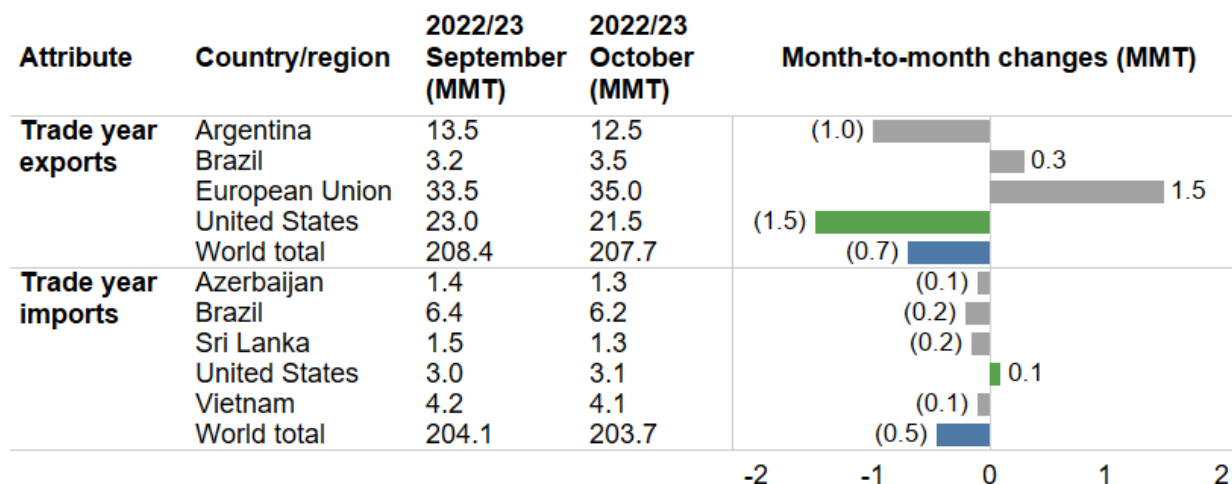 Attribute Country/region 2022/23 September (MMT) 2022/23 October (MMT) Month-to-month changes (MMT)
Trade year exports Argentina 13.5 12.5 (1.0)
Brazil 3.2 3.5 0.3
European Union 33.5 35.0 1.5
United States 23.0 21.5 (1.5)
World total 208.4 207.7 (0.7)
Trade year imports Azerbaijan 1.4 1.3 (0.1)
Brazil 6.4 6.2 (0.2)
Sri Lanka 1.5 1.3 (0.2)
United States 3.0 3.1 0.1
Vietnam 4.2 4.1 (0.1)
World total 204.1 203.7 (0.5)
-2 -1 0 1 2